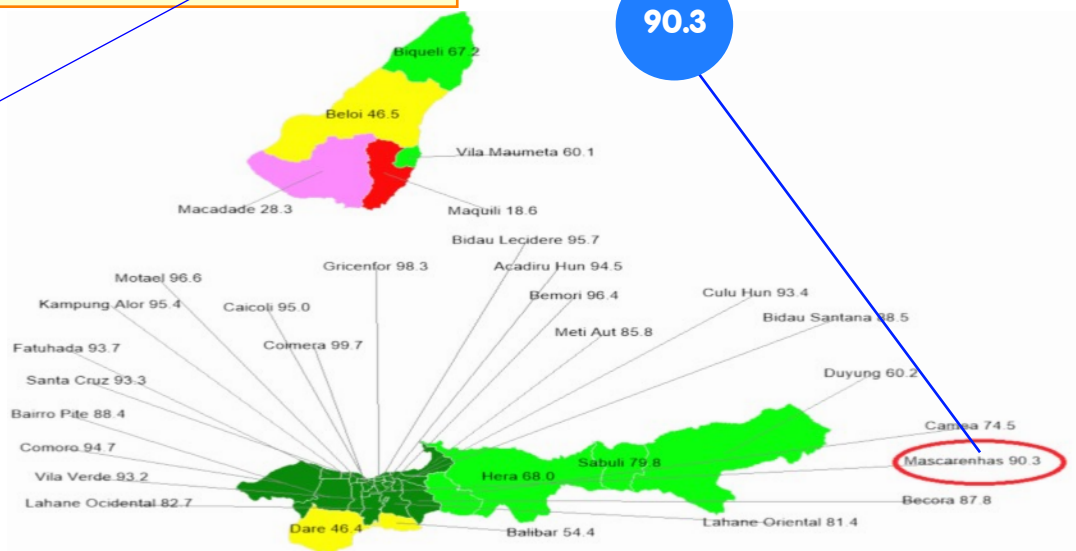 90.3
Biqueli 67.2
Beloi 46.5
Vila Maumeta 60.1
Macadade 28.3
Maquili 18.6
Bidau Lecidere 95.7
Gricenfor 98.3
Acadiru Hun 94.5
Motael 96.6
Bemori 96.4
Culu Hun 93.4
Kampung Alor 95.4
Caicoli 95.0
Bidau Santana 88.5
Meti Aut 85.8
Coimera 99.7
Fatuhada 93.7
Duyung 60.2
Santa Cruz 93.3
Bairro Pite 88.4
Camea 74.5
Comoro 94.7
Mascarenhas 90.3
Sabuli 79.8
Vila Verde 93.2
Hera 68.0
Becora 87.8
Lahane Ocidental 82.7
Lahane Oriental 81.4
Dare 46.4
Balibar 54.4